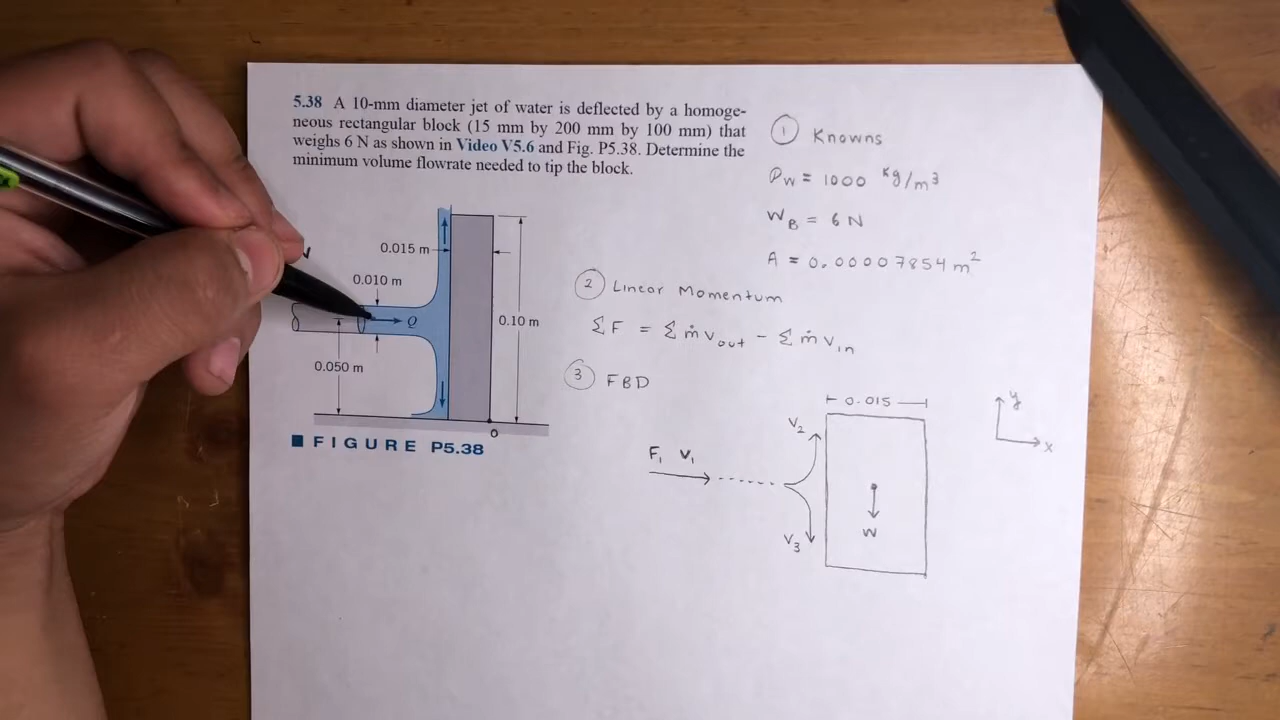 5.38 A 10-mm diameter jet of water is deflected by a homoge-
neous rectangular block (15 mm by 200 mm by 100 mm) that
weighs 6 N as shown in Video V5.6 and Fig. P5.38. Determine the
minimum volume flowrate needed to tip the block.
0.015 m
0.010 m
Q
0.10 m
0.050 m
O
■ FIGURE P5.38
① Knowns
ρw = 1000 kg/m³
WB = 6 N
A = 0.00007854 m²
② Linear Momentum
ΣF = Σṁvout - Σṁvin
③ FBD
0.015
V2
F1 V1
V3
W
y
x